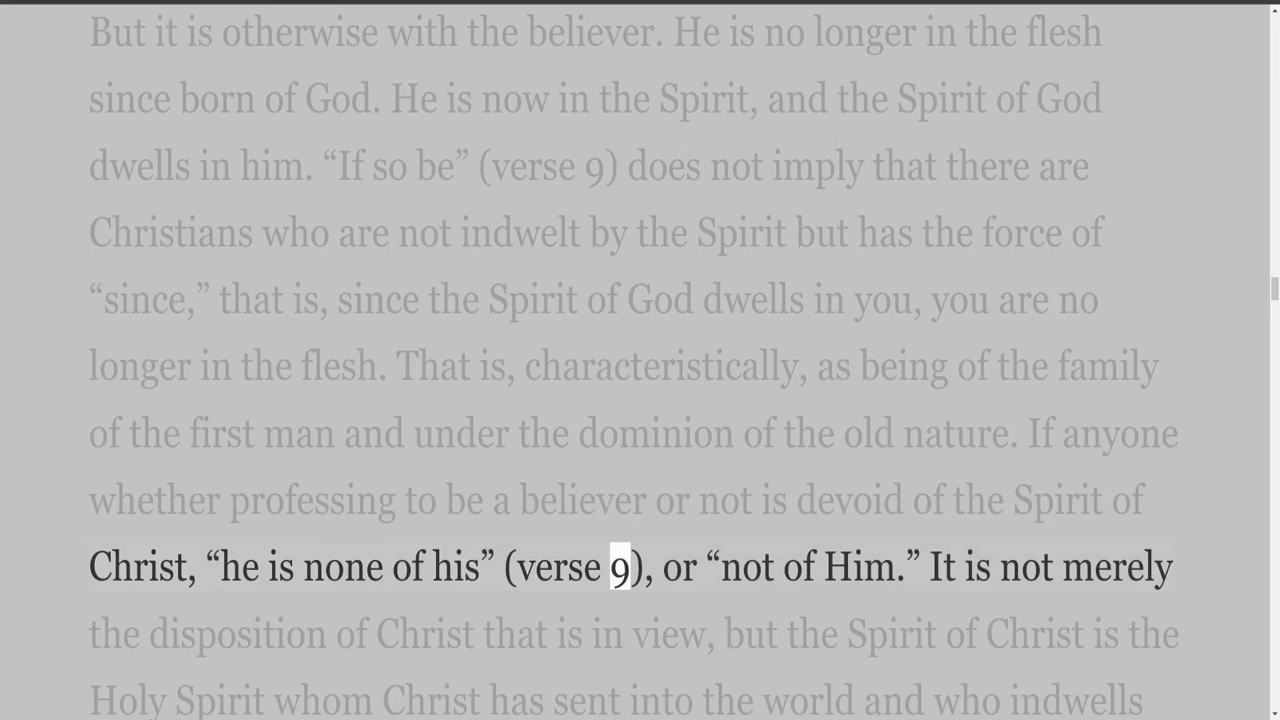 But it is otherwise with the believer. He is no longer in the flesh
since born of God. He is now in the Spirit, and the Spirit of God
dwells in him. “If so be” (verse 9) does not imply that there are
Christians who are not indwelt by the Spirit but has the force of
“since,” that is, since the Spirit of God dwells in you, you are no
longer in the flesh. That is, characteristically, as being of the family
of the first man and under the dominion of the old nature. If anyone
whether professing to be a believer or not is devoid of the Spirit of
Christ, “he is none of his” (verse 9), or “not of Him.” It is not merely
the disposition of Christ that is in view, but the Spirit of Christ is the
Holy Spirit whom Christ has sent into the world and who indwells